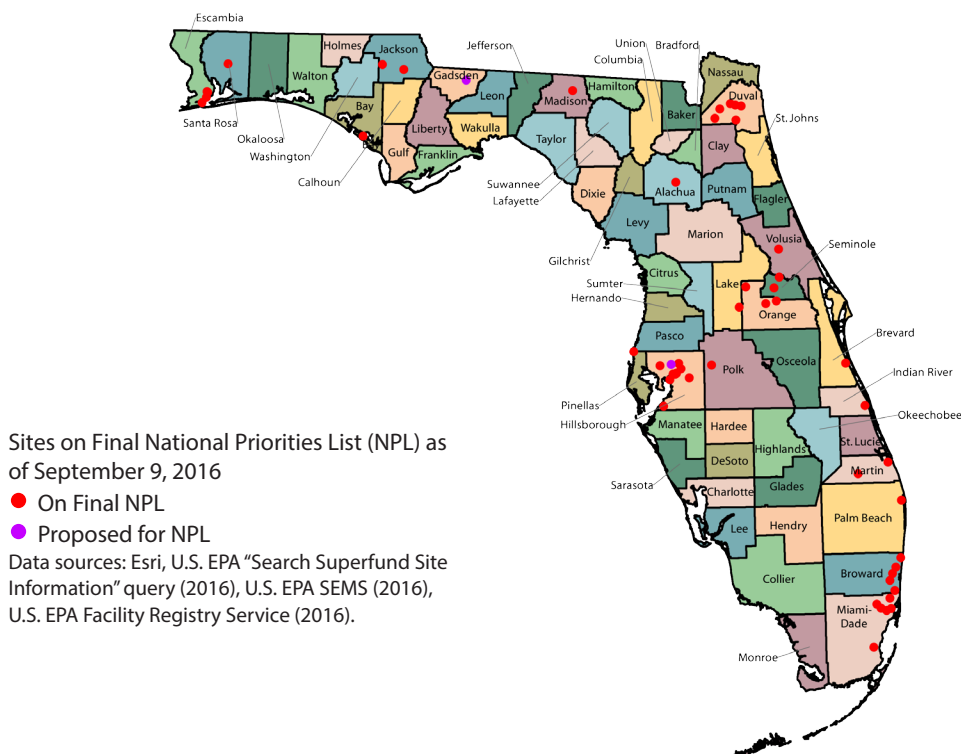 Escambia
Santa Rosa
Okaloosa
Walton
Holmes
Washington
Jackson
Bay
Calhoun
Gulf
Gadsden
Liberty
Franklin
Leon
Wakulla
Jefferson
Madison
Taylor
Hamilton
Suwannee
Lafayette
Dixie
Columbia
Union
Bradford
Baker
Nassau
Duval
St. Johns
Clay
Alachua
Putnam
Flagler
Gilchrist
Levy
Marion
Volusia
Seminole
Citrus
Sumter
Hernando
Lake
Orange
Pasco
Brevard
Osceola
Polk
Indian River
Pinellas
Hillsborough
Okeechobee
Manatee
Hardee
Highlands
St. Lucie
DeSoto
Sarasota
Martin
Charlotte
Glades
Lee
Hendry
Palm Beach
Collier
Broward
Miami-
Dade
Monroe
Sites on Final National Priorities List (NPL) as
of September 9, 2016
On Final NPL
Proposed for NPL
Data sources: Esri, U.S. EPA “Search Superfund Site
Information” query (2016), U.S. EPA SEMS (2016),
U.S. EPA Facility Registry Service (2016).